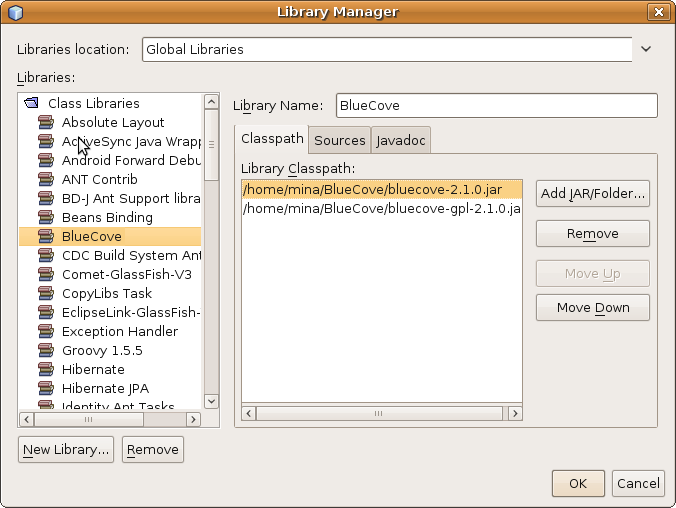 Library Manager
Libraries location: Global Libraries
Libraries:
Class Libraries
Absolute Layout
ActiveSync Java Wrapp
Android Forward Debu
ANT Contrib
BD-J Ant Support libra
Beans Binding
BlueCove
CDC Build System Ant
Comet-GlassFish-V3
CopyLibs Task
EclipseLink-GlassFish-
Exception Handler
Groovy 1.5.5
Hibernate
Hibernate JPA
Identity Ant Tasks
New Library... Remove
Library Name: BlueCove
Classpath Sources Javadoc
Library Classpath:
/home/mina/BlueCove/bluecove-2.1.0.jar
/home/mina/BlueCove/bluecove-gpl-2.1.0.ja
Add JAR/Folder...
Remove
Move Up
Move Down
OK Cancel